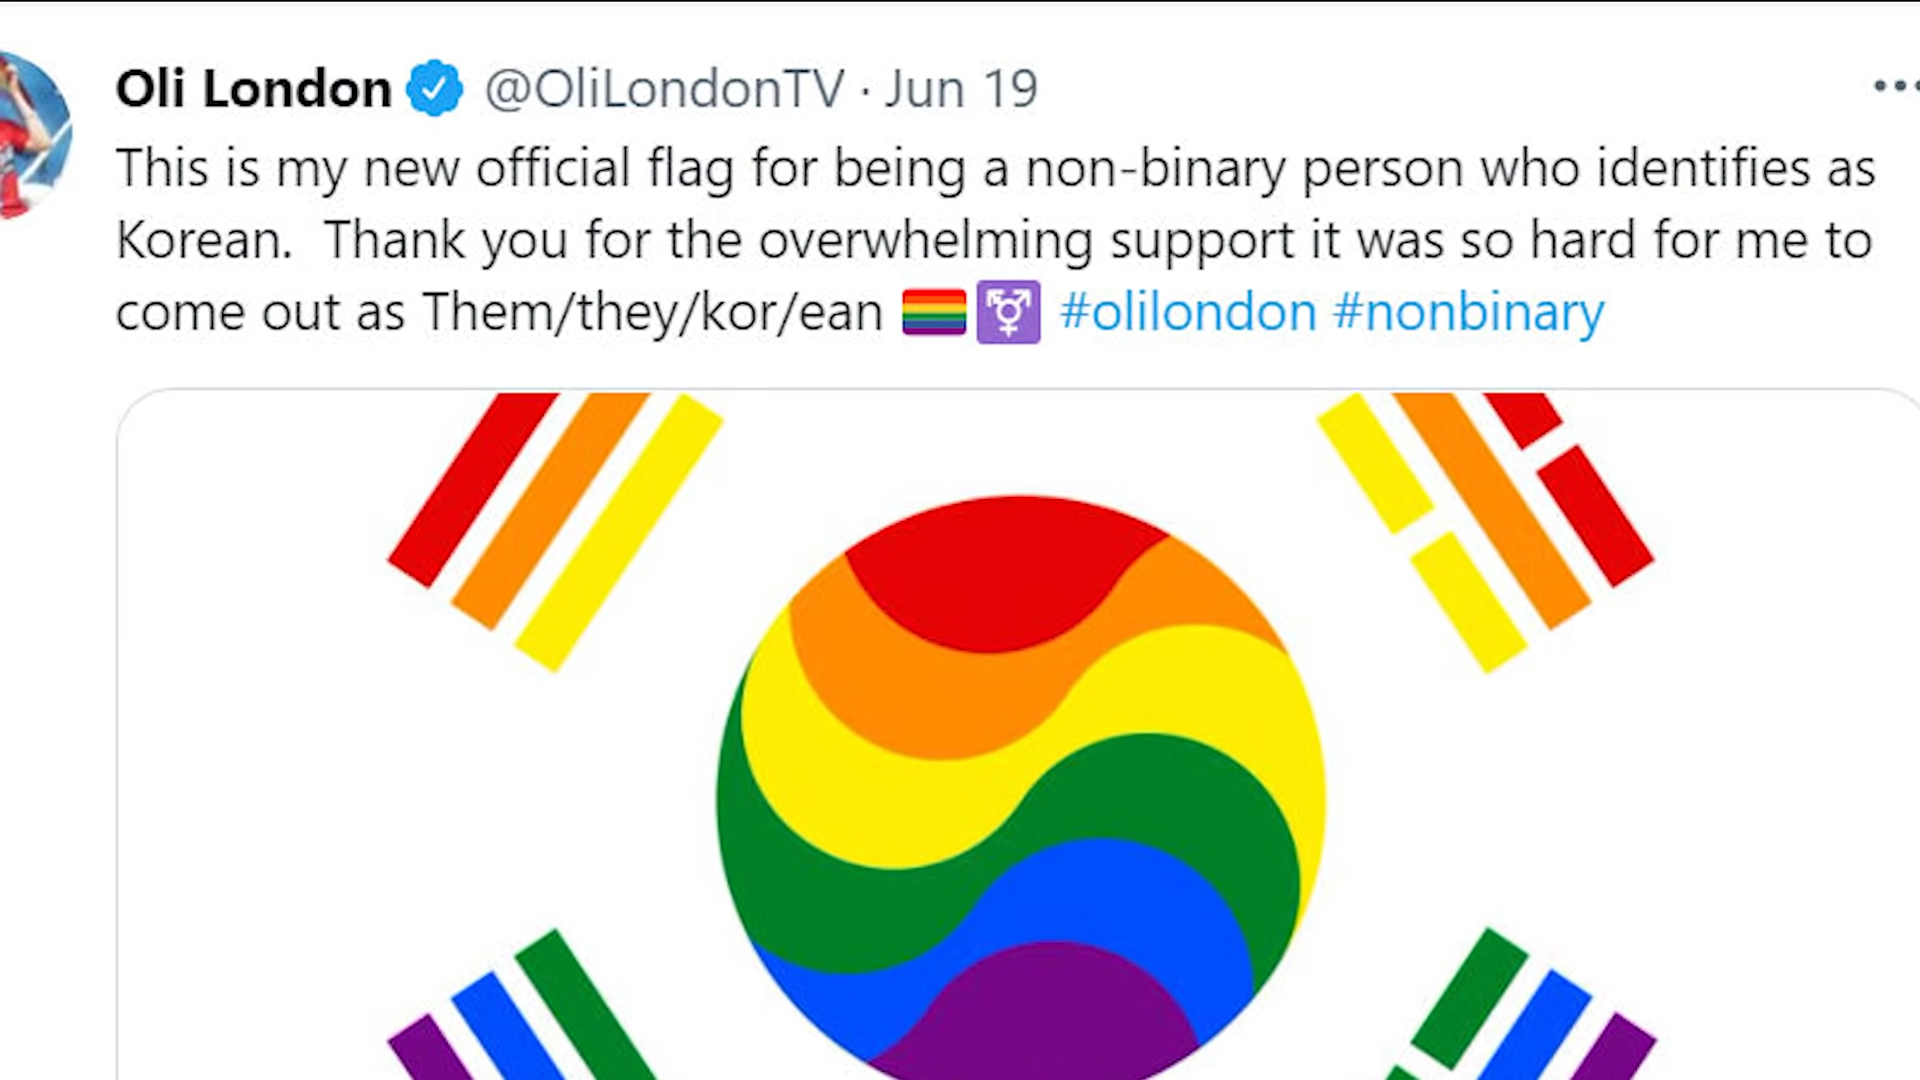 Oli London @OliLondonTV · Jun 19
This is my new official flag for being a non-binary person who identifies as
Korean.  Thank you for the overwhelming support it was so hard for me to
come out as Them/they/kor/ean 🏳️‍🌈⚧️ #olilondon #nonbinary